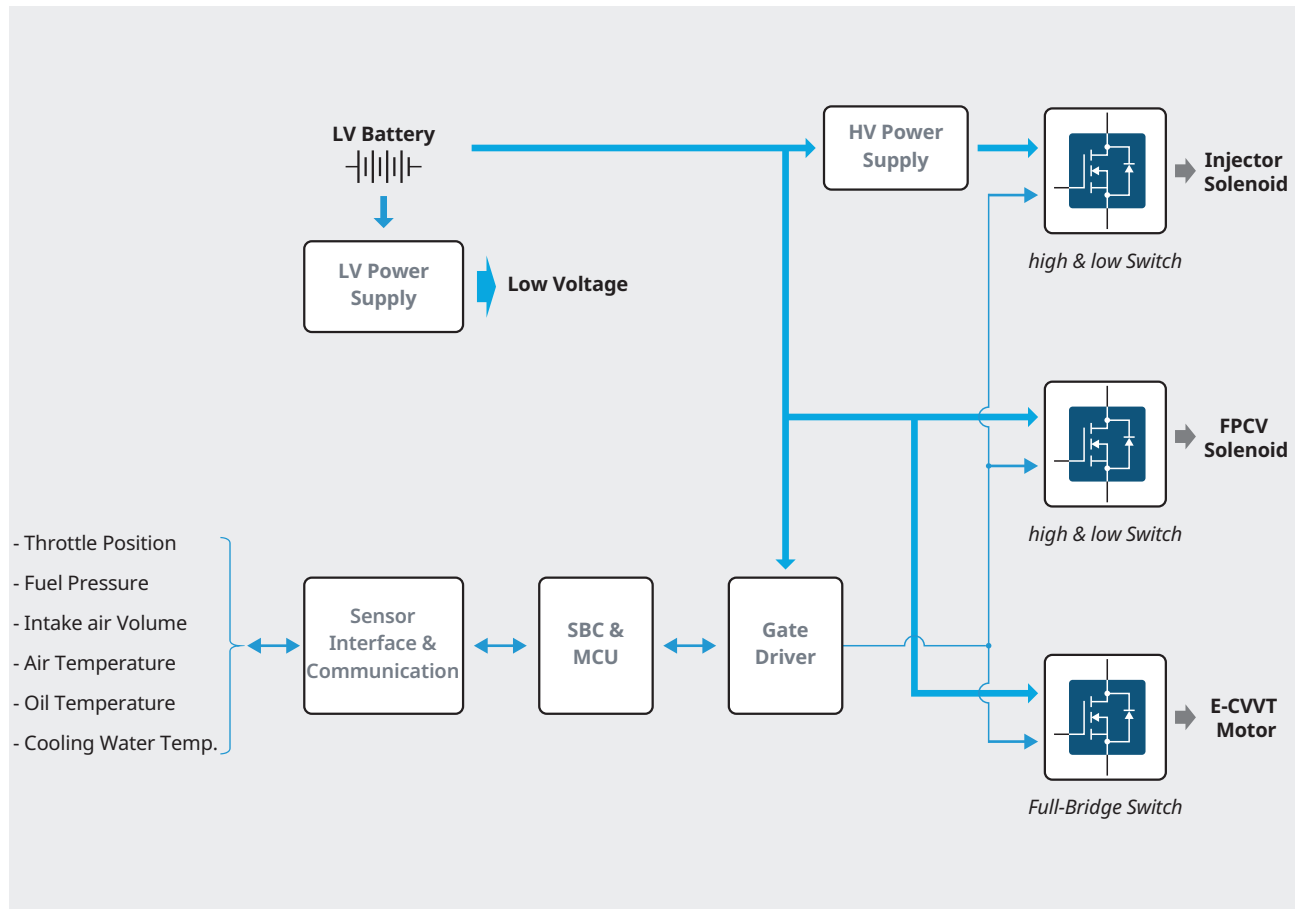 LV Battery
HV Power
Supply
Injector
Solenoid
high & low Switch
LV Power
Supply
Low Voltage
FPCV
Solenoid
high & low Switch
- Throttle Position
- Fuel Pressure
- Intake air Volume
- Air Temperature
- Oil Temperature
- Cooling Water Temp.
Sensor
Interface &
Communication
SBC &
MCU
Gate
Driver
E-CVVT
Motor
Full-Bridge Switch